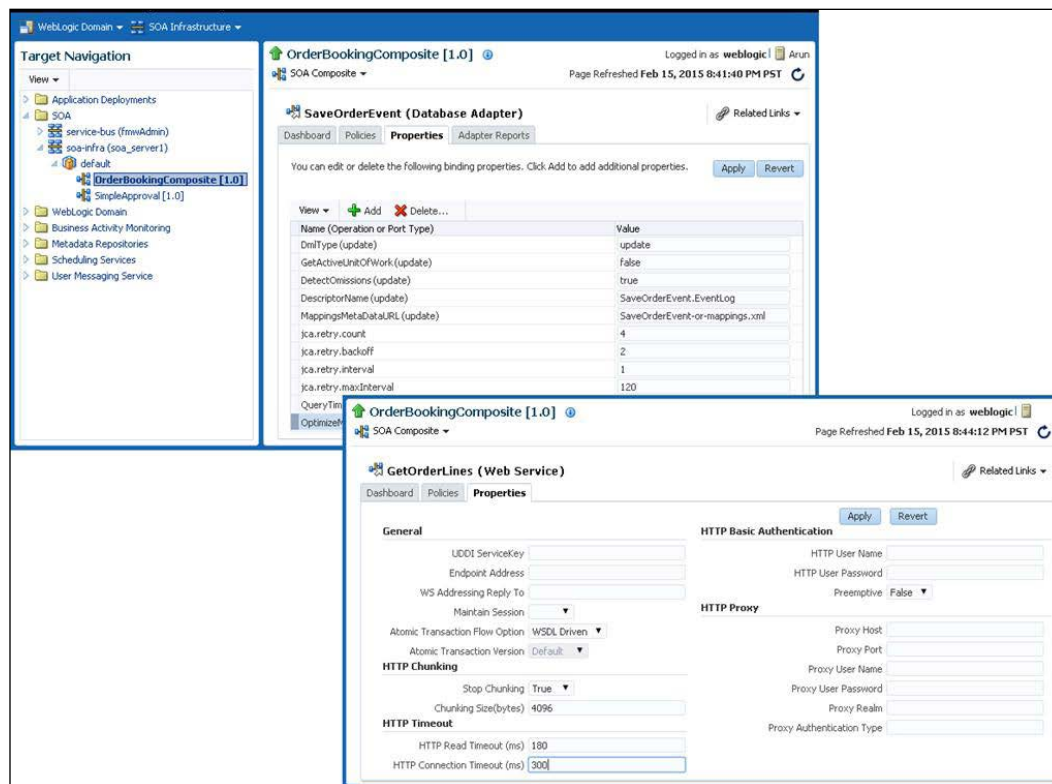 WebLogic Domain SOA Infrastructure
Target Navigation
View
Application Deployments
SOA
service-bus (fmwAdmin)
soa-infra (soa_server1)
default
OrderBookingComposite [1.0]
SimpleApproval [1.0]
WebLogic Domain
Business Activity Monitoring
Metadata Repositories
Scheduling Services
User Messaging Service
OrderBookingComposite [1.0]
Logged in as weblogic Arun
SOA Composite
Page Refreshed Feb 15, 2015 8:41:40 PM PST
SaveOrderEvent (Database Adapter)
Related Links
Dashboard Policies Properties Adapter Reports
You can edit or delete the following binding properties. Click Add to add additional properties.
Apply Revert
View Add Delete...
Name (Operation or Port Type) Value
DmlType (update) update
GetActiveUnitOfWork (update) false
DetectOmissions (update) true
DescriptorName (update) SaveOrderEvent.EventLog
MappingsMetaDataURL (update) SaveOrderEvent-or-mappings.xml
jca.retry.count 4
jca.retry.backoff 2
jca.retry.interval 1
jca.retry.maxInterval 120
OrderBookingComposite [1.0]
Logged in as weblogic
SOA Composite
Page Refreshed Feb 15, 2015 8:44:12 PM PST
GetOrderLines (Web Service)
Related Links
Dashboard Policies Properties
Apply Revert
General
UDDI ServiceKey
Endpoint Address
WS Addressing Reply To
Maintain Session
Atomic Transaction Flow Option WSDL Driven
Atomic Transaction Version Default
HTTP Chunking
Stop Chunking True
Chunking Size(bytes) 4096
HTTP Timeout
HTTP Read Timeout (ms) 180
HTTP Connection Timeout (ms) 300
HTTP Basic Authentication
HTTP User Name
HTTP User Password
Preemptive False
HTTP Proxy
Proxy Host
Proxy Port
Proxy User Name
Proxy User Password
Proxy Realm
Proxy Authentication Type